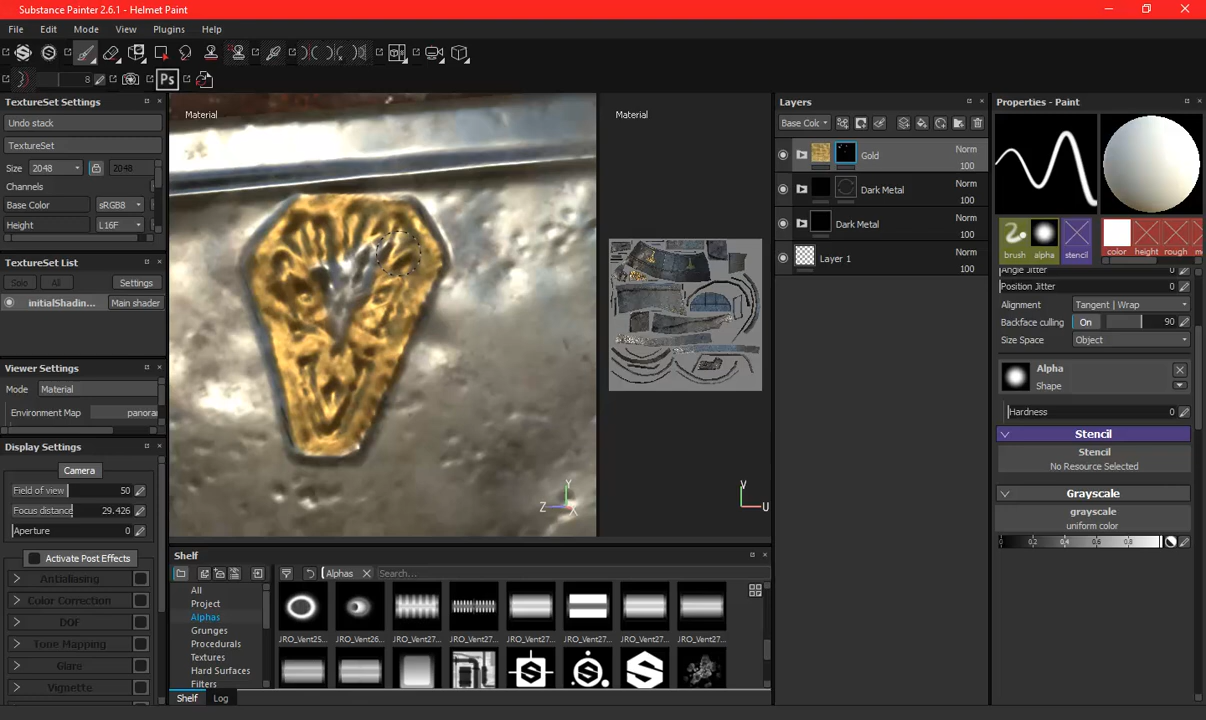 Substance Painter 2.6.1 - Helmet Paint
File Edit Mode View Plugins Help
8
Ps
TextureSet Settings
Undo stack
TextureSet
Size 2048 2048
Channels
Base Color sRGB8
Height L16F
TextureSet List
Solo All Settings
initialShadin... Main shader
Viewer Settings
Mode Material
Environment Map panorar
Display Settings
Camera
Field of view 50
Focus distance 29.426
Aperture 0
Activate Post Effects
Antialiasing
Color Correction
DOF
Tone Mapping
Glare
Vignette
Material
Y
Z X
Material
V
U
Shelf
Alphas Search...
All
Project
Alphas
Grunges
Procedurals
Textures
Hard Surfaces
Filters
JRO_Vent25... JRO_Vent26... JRO_Vent27... JRO_Vent27... JRO_Vent27... JRO_Vent27... JRO_Vent27... JRO_Vent27...
Shelf Log
Layers
Base Colc
Gold Norm
100
Dark Metal Norm
100
Dark Metal Norm
100
Layer 1 Norm
100
Properties - Paint
brush alpha stencil color height rough m
Angle Jitter 0
Position Jitter 0
Alignment Tangent | Wrap
Backface culling On 90
Size Space Object
Alpha
Shape
Hardness 0
Stencil
Stencil
No Resource Selected
Grayscale
grayscale
uniform color
0 0.2 0.4 0.6 0.8